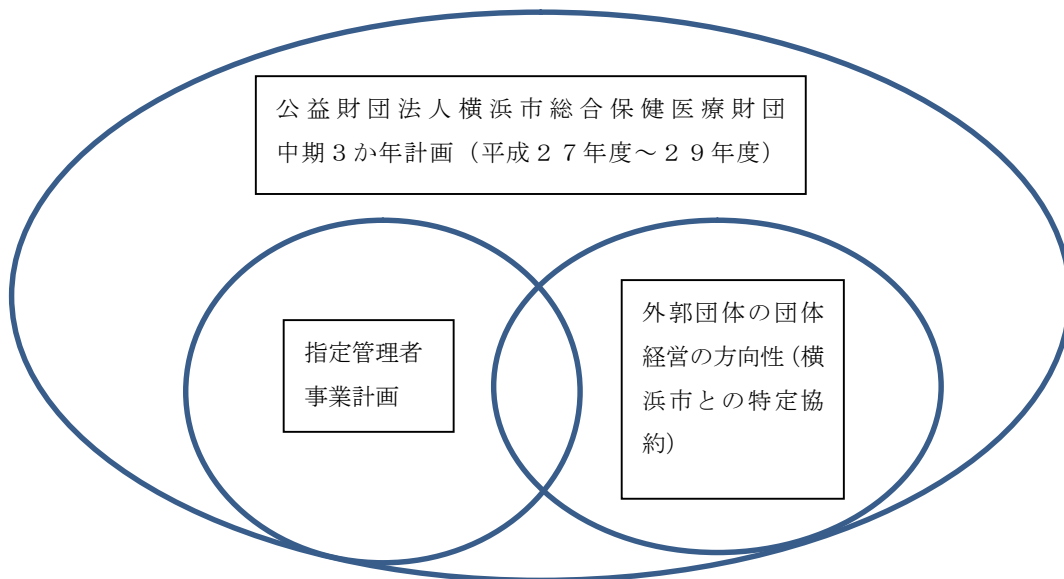 公益財団法人横浜市総合保健医療財団
中期３か年計画（平成２７年度～２９年度）
指定管理者
事業計画
外郭団体の団体
経営の方向性（横
浜市との特定協
約）